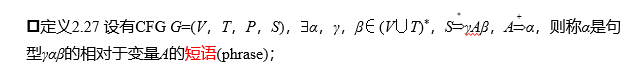 ❑定义2.27 设有CFG G=(V，T，P，S)，∃α，γ，β∈(V∪T)*，S⇒*γAβ，A⇒+α，则称α是句
型γαβ的相对于变量A的短语(phrase)；